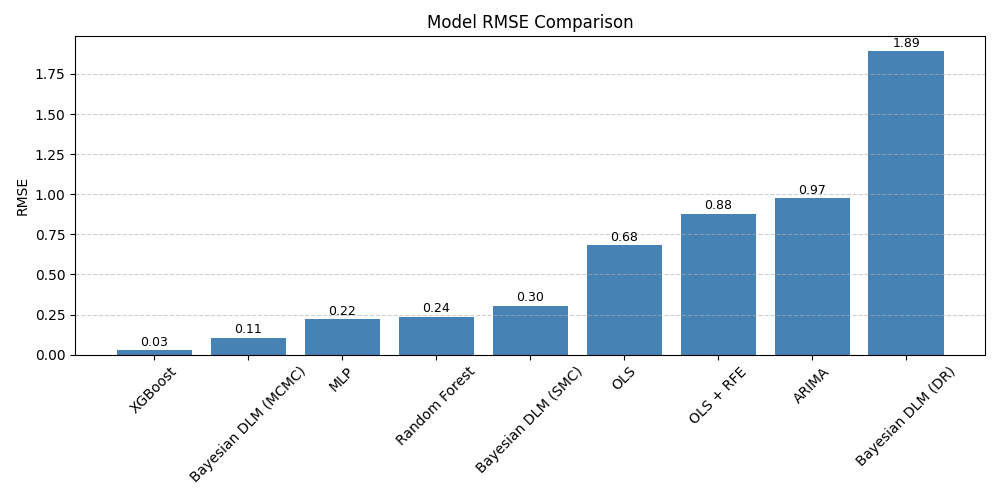 Model RMSE Comparison
RMSE
1.75
1.50
1.25
1.00
0.75
0.50
0.25
0.00
0.03
0.11
0.22
0.24
0.30
0.68
0.88
0.97
1.89
XGBoost
Bayesian DLM (MCMC)
MLP
Random Forest
Bayesian DLM (SMC)
OLS
OLS + RFE
ARIMA
Bayesian DLM (DR)